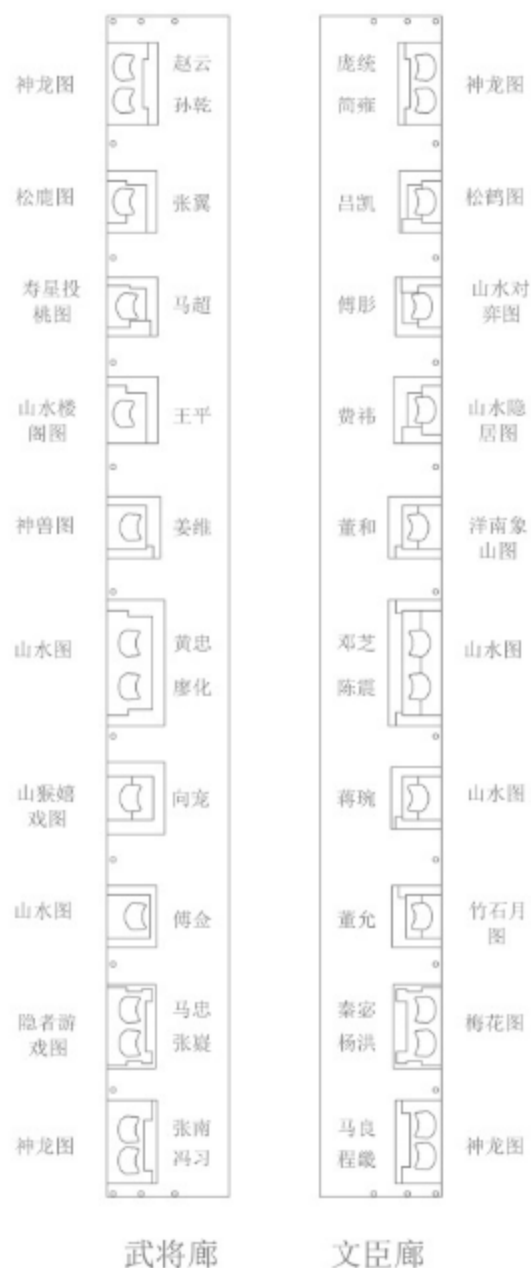 神龙图
赵云
孙乾
松鹿图
张翼
寿星投
桃图
马超
山水楼
阁图
王平
神兽图
姜维
山水图
黄忠
廖化
山猴嬉
戏图
向宠
山水图
傅佥
隐者游
戏图
马忠
张嶷
神龙图
张南
冯习
武将廊
庞统
简雍
神龙图
吕凯
松鹤图
傅肜
山水对
弈图
费祎
山水隐
居图
董和
洋南象
山图
邓芝
陈震
山水图
蒋琬
山水图
董允
竹石月
图
秦宓
杨洪
梅花图
马良
程畿
神龙图
文臣廊